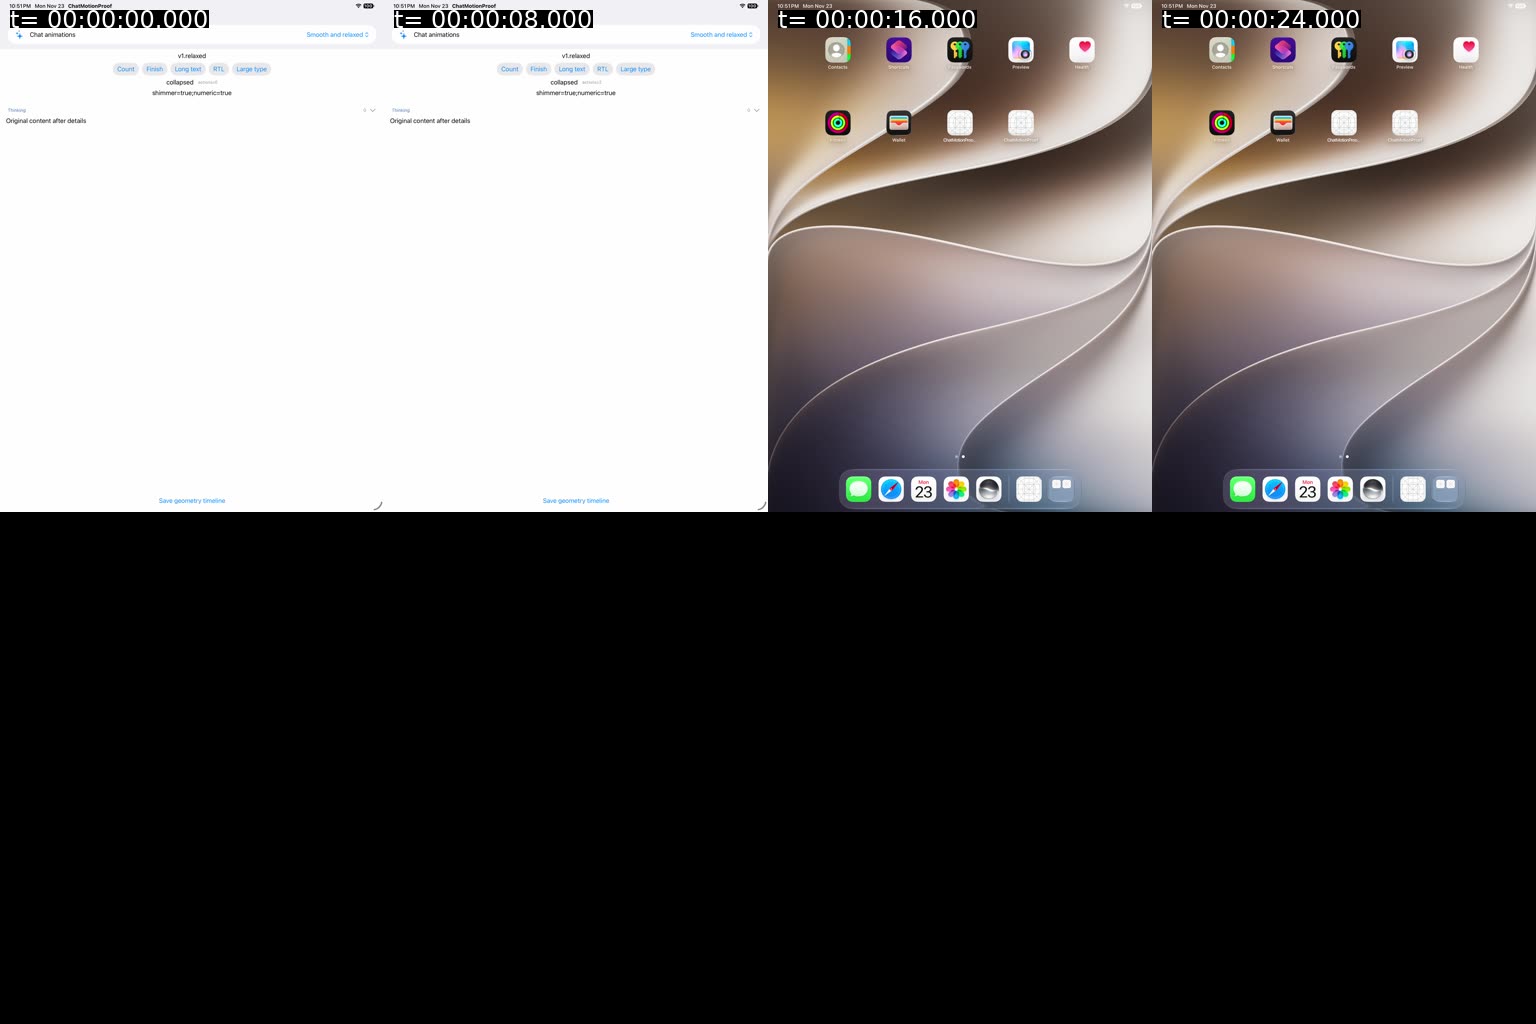 10:51PM Mon Nov 23 ChatMotionProof
t= 00:00:00.000
Chat animations
Smooth and relaxed
v1.relaxed
Count Finish Long text RTL Large type
collapsed
shimmer=true;numeric=true
Thinking
0
Original content after details
Save geometry timeline
10:51PM Mon Nov 23 ChatMotionProof
t= 00:00:08.000
Chat animations
Smooth and relaxed
v1.relaxed
Count Finish Long text RTL Large type
collapsed
shimmer=true;numeric=true
Thinking
0
Original content after details
Save geometry timeline
10:51PM Mon Nov 23
t= 00:00:16.000
Contacts Shortcuts Preview Health
Wallet ChatMotionProo...
Mon
23
10:51PM Mon Nov 23
t= 00:00:24.000
Contacts Shortcuts Preview Health
Wallet ChatMotionProo...
Mon
23